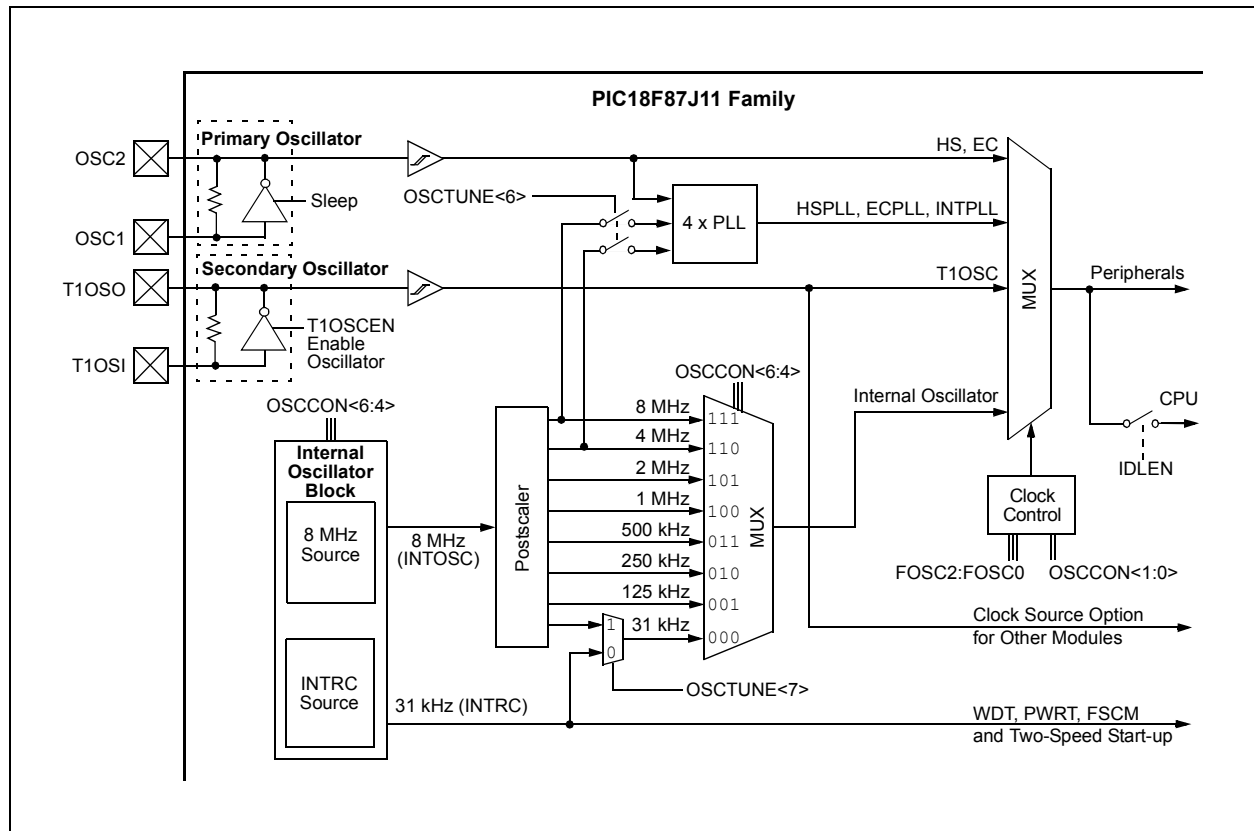 PIC18F87J11 Family
Primary Oscillator
OSC2
Sleep
OSC1
OSCTUNE<6>
4 x PLL
HS, EC
HSPLL, ECPLL, INTPLL
Secondary Oscillator
T1OSO
T1OSCEN
Enable
Oscillator
T1OSI
T1OSC
MUX
Peripherals
CPU
IDLEN
OSCCON<6:4>
Internal
Oscillator
Block
8 MHz
Source
8 MHz
(INTOSC)
INTRC
Source
31 kHz (INTRC)
Postscaler
OSCCON<6:4>
8 MHz
111
4 MHz
110
2 MHz
101
1 MHz
100
500 kHz
011
250 kHz
010
125 kHz
001
1
0
31 kHz
000
MUX
OSCTUNE<7>
Internal Oscillator
Clock
Control
FOSC2:FOSC0
OSCCON<1:0>
Clock Source Option
for Other Modules
WDT, PWRT, FSCM
and Two-Speed Start-up